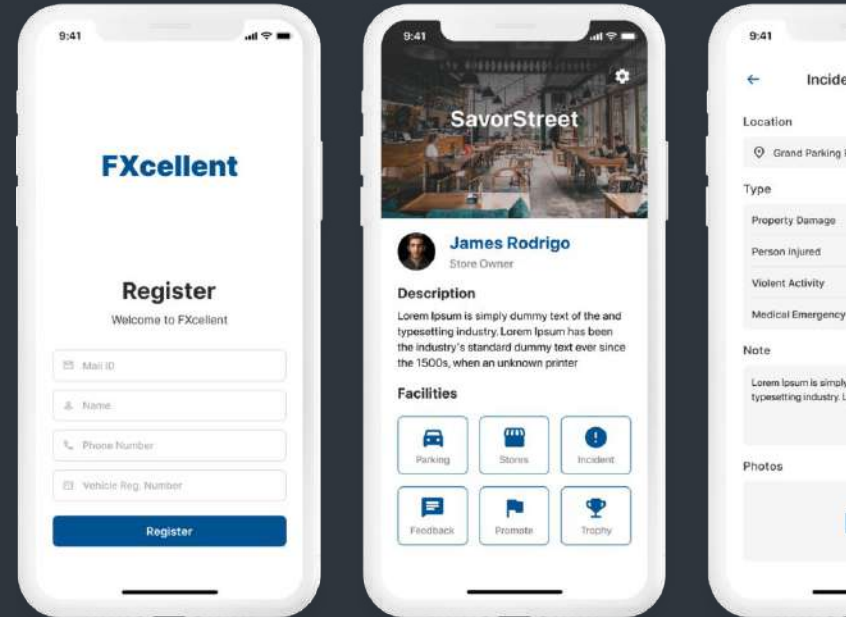 9:41
FXcellent
Register
Welcome to FXcellent
Mail ID
Name
Phone Number
Vehicle Reg. Number
Register
9:41
SavorStreet
James Rodrigo
Store Owner
Description
Lorem Ipsum is simply dummy text of the and
typesetting industry. Lorem Ipsum has been
the industry's standard dummy text ever since
the 1500s, when an unknown printer
Facilities
Parking
Stores
Incident
Feedback
Promote
Trophy
9:41
Incide
Location
Grand Parking
Type
Property Damage
Person Injured
Violent Activity
Medical Emergency
Note
Lorem Ipsum is simply
typesetting industry. L
Photos